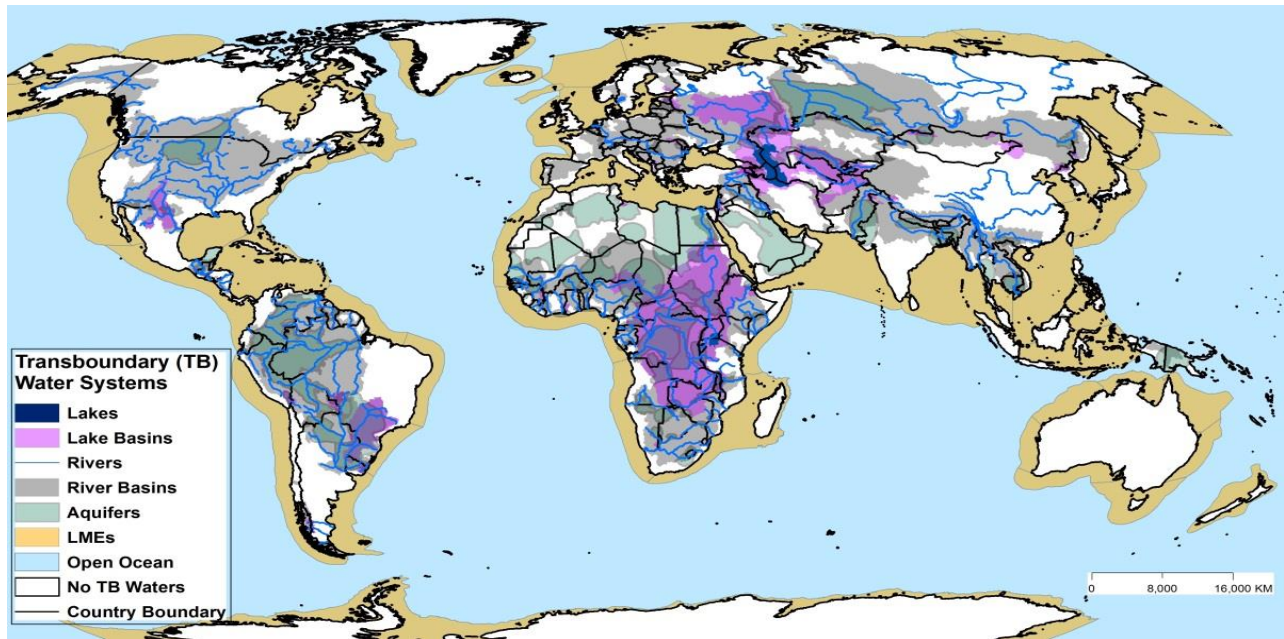 Transboundary (TB)
Water Systems
Lakes
Lake Basins
Rivers
River Basins
Aquifers
LMEs
Open Ocean
No TB Waters
Country Boundary
0 8,000 16,000 KM